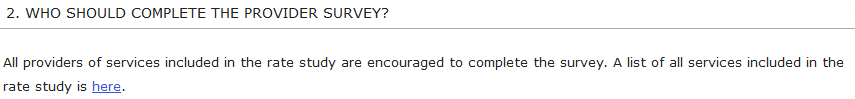 2. WHO SHOULD COMPLETE THE PROVIDER SURVEY?
All providers of services included in the rate study are encouraged to complete the survey. A list of all services included in the
rate study is here.